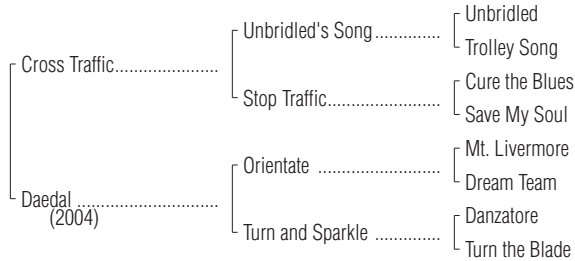 Unbridled
Unbridled's Song..............
Trolley Song
Cross Traffic......................
Cure the Blues
Stop Traffic........................
Save My Soul
Mt. Livermore
Orientate ..........................
Dream Team
Daedal ..............................
(2004)
Danzatore
Turn and Sparkle ..............
Turn the Blade